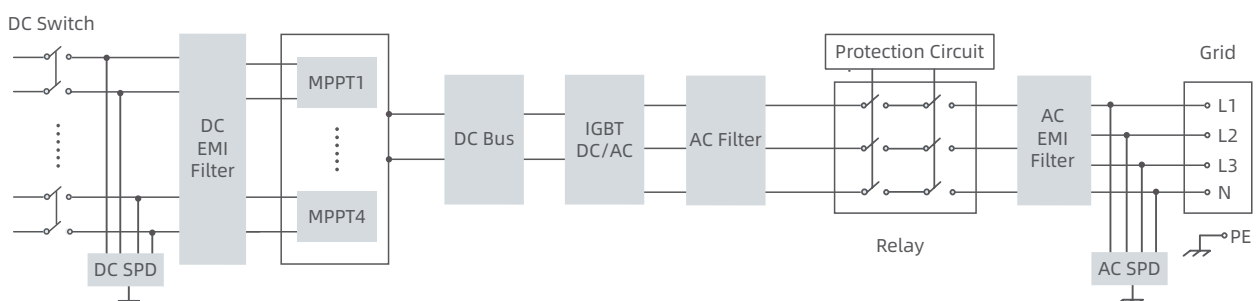 DC Switch
DC SPD
DC
EMI
Filter
MPPT1
MPPT4
DC Bus
IGBT
DC/AC
AC Filter
Protection Circuit
Relay
AC
EMI
Filter
AC SPD
Grid
L1
L2
L3
N
PE